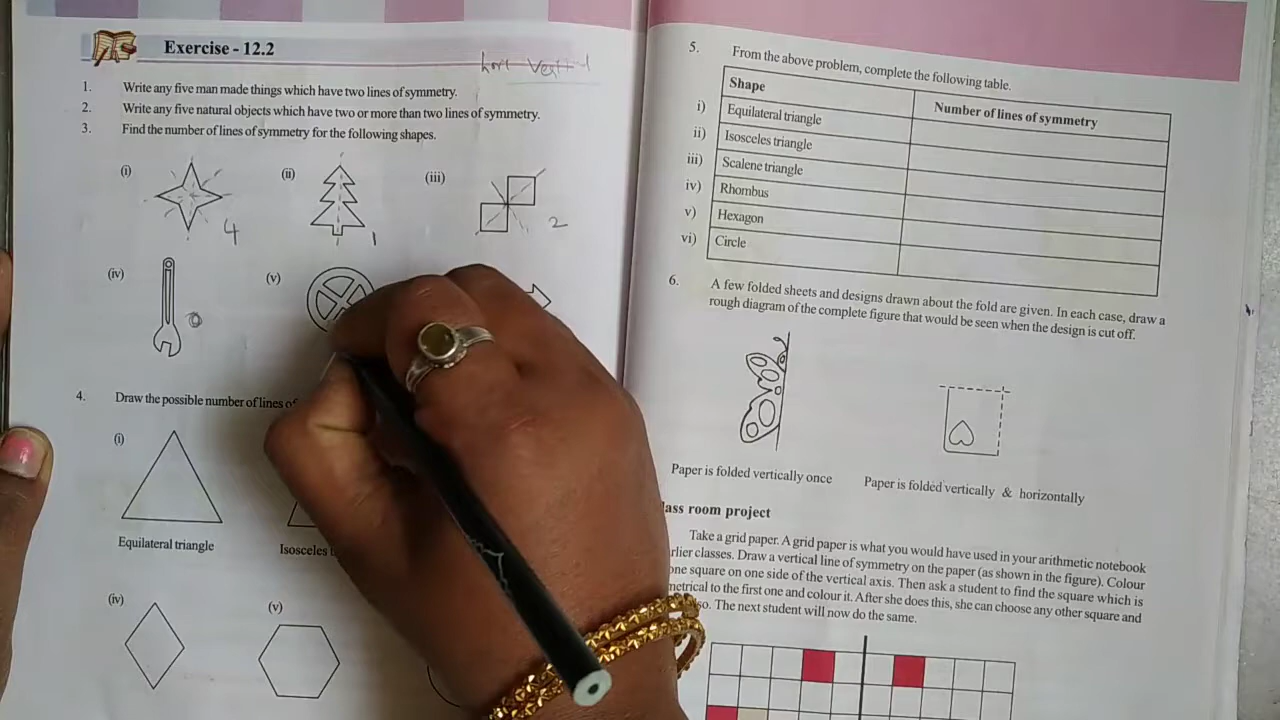 Exercise - 12.2
1. Write any five man made things which have two lines of symmetry.
2. Write any five natural objects which have two or more than two lines of symmetry.
3. Find the number of lines of symmetry for the following shapes.
(i) (ii) (iii)
4 1 2
(iv) (v)
0
4. Draw the possible number of lines of
(i)
Equilateral triangle Isosceles
(iv) (v)
5. From the above problem, complete the following table.
Shape Number of lines of symmetry
i) Equilateral triangle
ii) Isosceles triangle
iii) Scalene triangle
iv) Rhombus
v) Hexagon
vi) Circle
6. A few folded sheets and designs drawn about the fold are given. In each case, draw a
rough diagram of the complete figure that would be seen when the design is cut off.
Paper is folded vertically once Paper is folded vertically & horizontally
room project
Take a grid paper. A grid paper is what you would have used in your arithmetic notebook
classes. Draw a vertical line of symmetry on the paper (as shown in the figure). Colour
one square on one side of the vertical axis. Then ask a student to find the square which is
to the first one and colour it. After she does this, she can choose any other square and
so. The next student will now do the same.